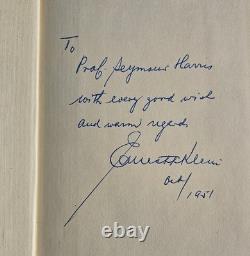 To
Prof. Seymour Harris
with every good wish
and warm regards
Oct/1951